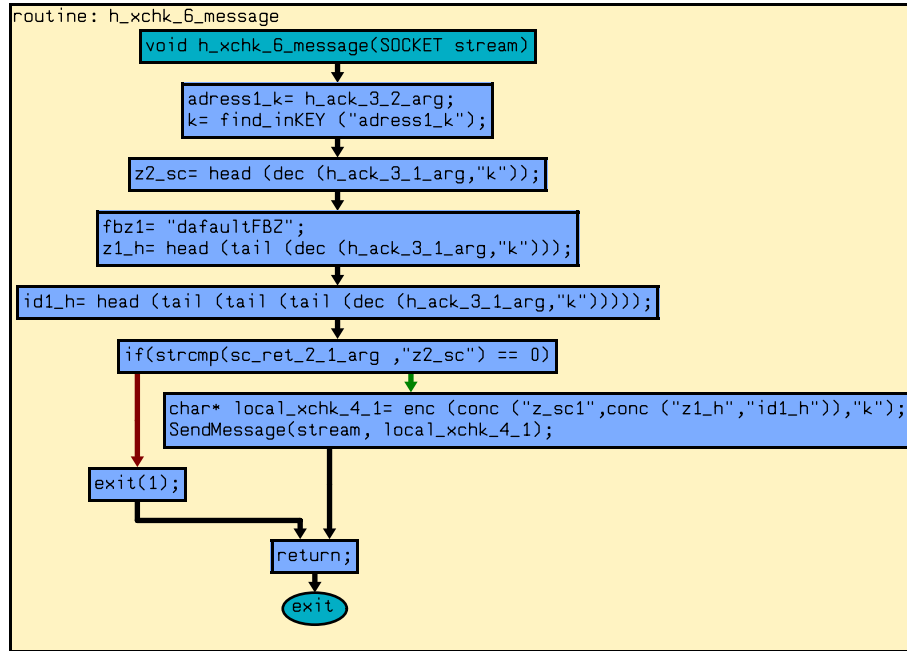 routine: h_xchk_6_message
void h_xchk_6_message(SOCKET stream)
adress1_k= h_ack_3_2_arg;
k= find_inKEY ("adress1_k");
z2_sc= head (dec (h_ack_3_1_arg,"k"));
fbz1= "dafaultFBZ";
z1_h= head (tail (dec (h_ack_3_1_arg,"k")));
id1_h= head (tail (tail (tail (dec (h_ack_3_1_arg,"k")))));
if(strcmp(sc_ret_2_1_arg ,"z2_sc") == 0)
char* local_xchk_4_1= enc (conc ("z_sc1",conc ("z1_h","id1_h")),"k");
SendMessage(stream, local_xchk_4_1);
exit(1);
return;
exit